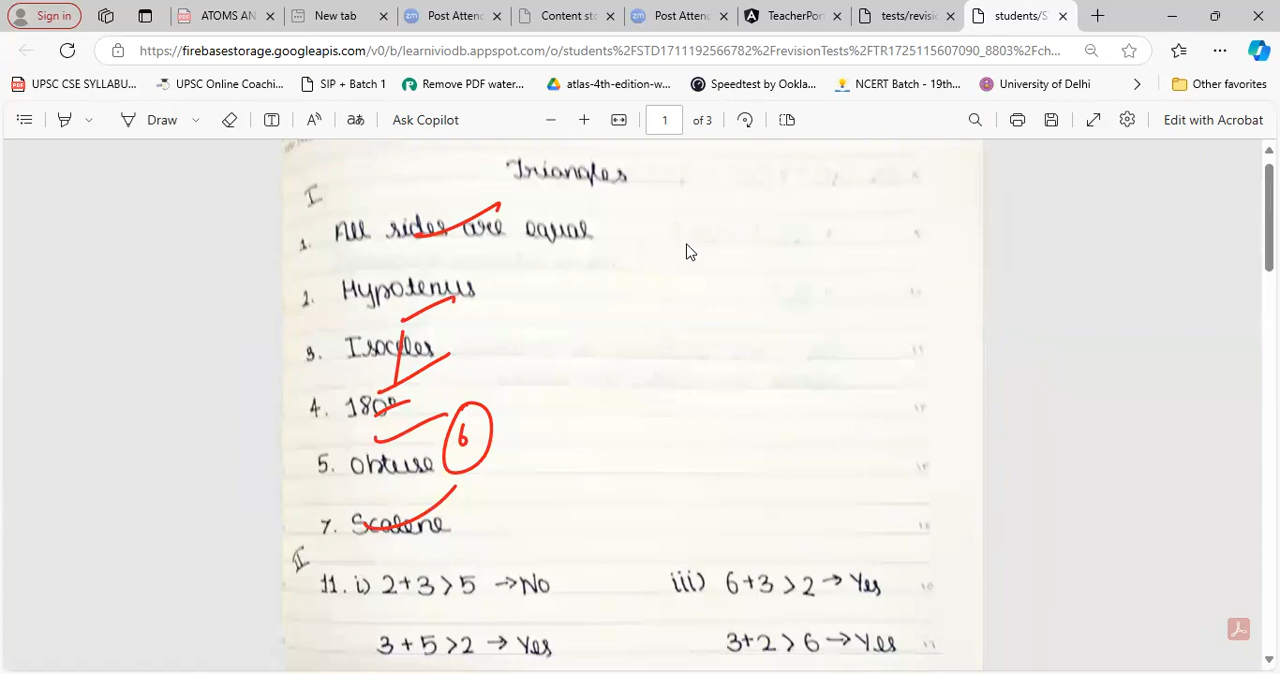 Sign in
ATOMS AN
New tab
Post Attenc
Content sto
Post Attenc
TeacherPor
tests/revisi
students/S
https://firebasestorage.googleapis.com/v0/b/learniviodb.appspot.com/o/students%2FSTD1711192566782%2FrevisionTests%2FTR1725115607090_8803%2Fch...
UPSC CSE SYLLABU...
UPSC Online Coachi...
SIP + Batch 1
Remove PDF water...
atlas-4th-edition-w...
Speedtest by Ookla...
NCERT Batch - 19th...
University of Delhi
Other favorites
Draw
Ask Copilot
1 of 3
Edit with Acrobat
Triangles
I
1. All sides are equal
2. Hypotenus
3. Isoceles
4. 180°
5. Obtuse
6
7. Scalene
II
11. i) 2+3>5 →No iii) 6+3>2→Yes
3+5>2→Yes 3+2>6→Yes